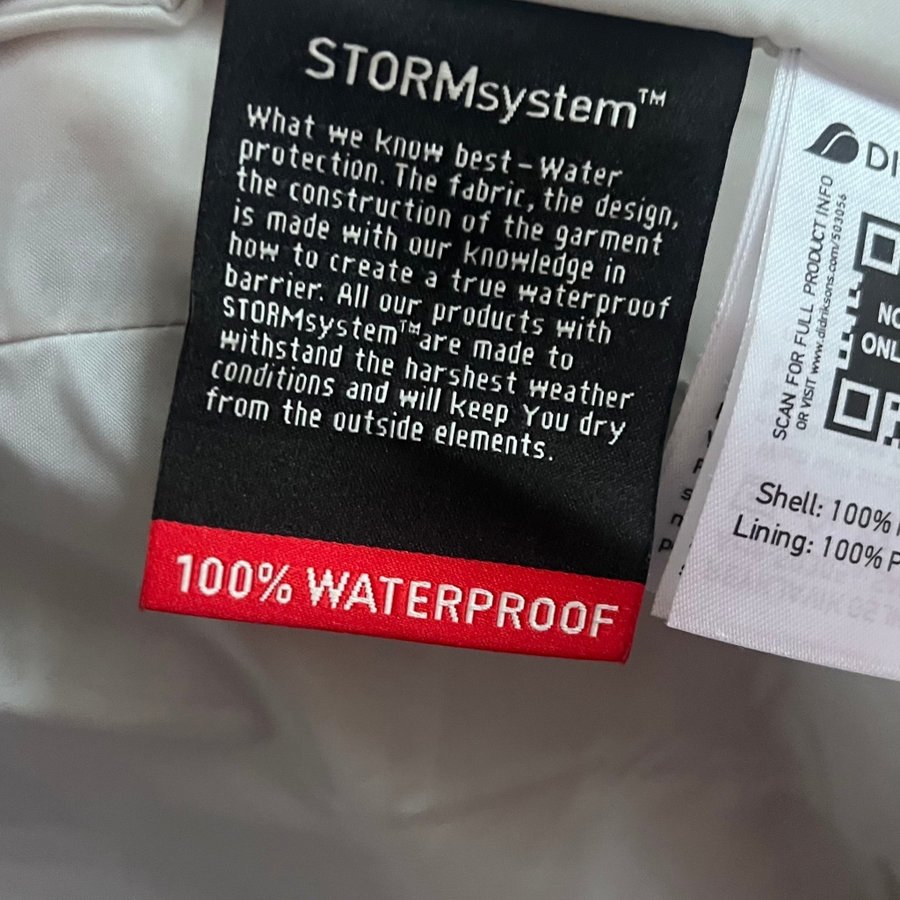 STORMsystem™
What we know best-Water
protection. The fabric, the design,
the construction of the garment
is made with our knowledge in
how to create a true waterproof
barrier. All our products with
STORMsystem™are made to
withstand the harshest weather
conditions and will keep You dry
from the outside elements.
100% WATERPROOF
SCAN FOR FULL PRODUCT INFO
OR VISIT www.didriksons.com/503056
Shell: 100%
Lining: 100%